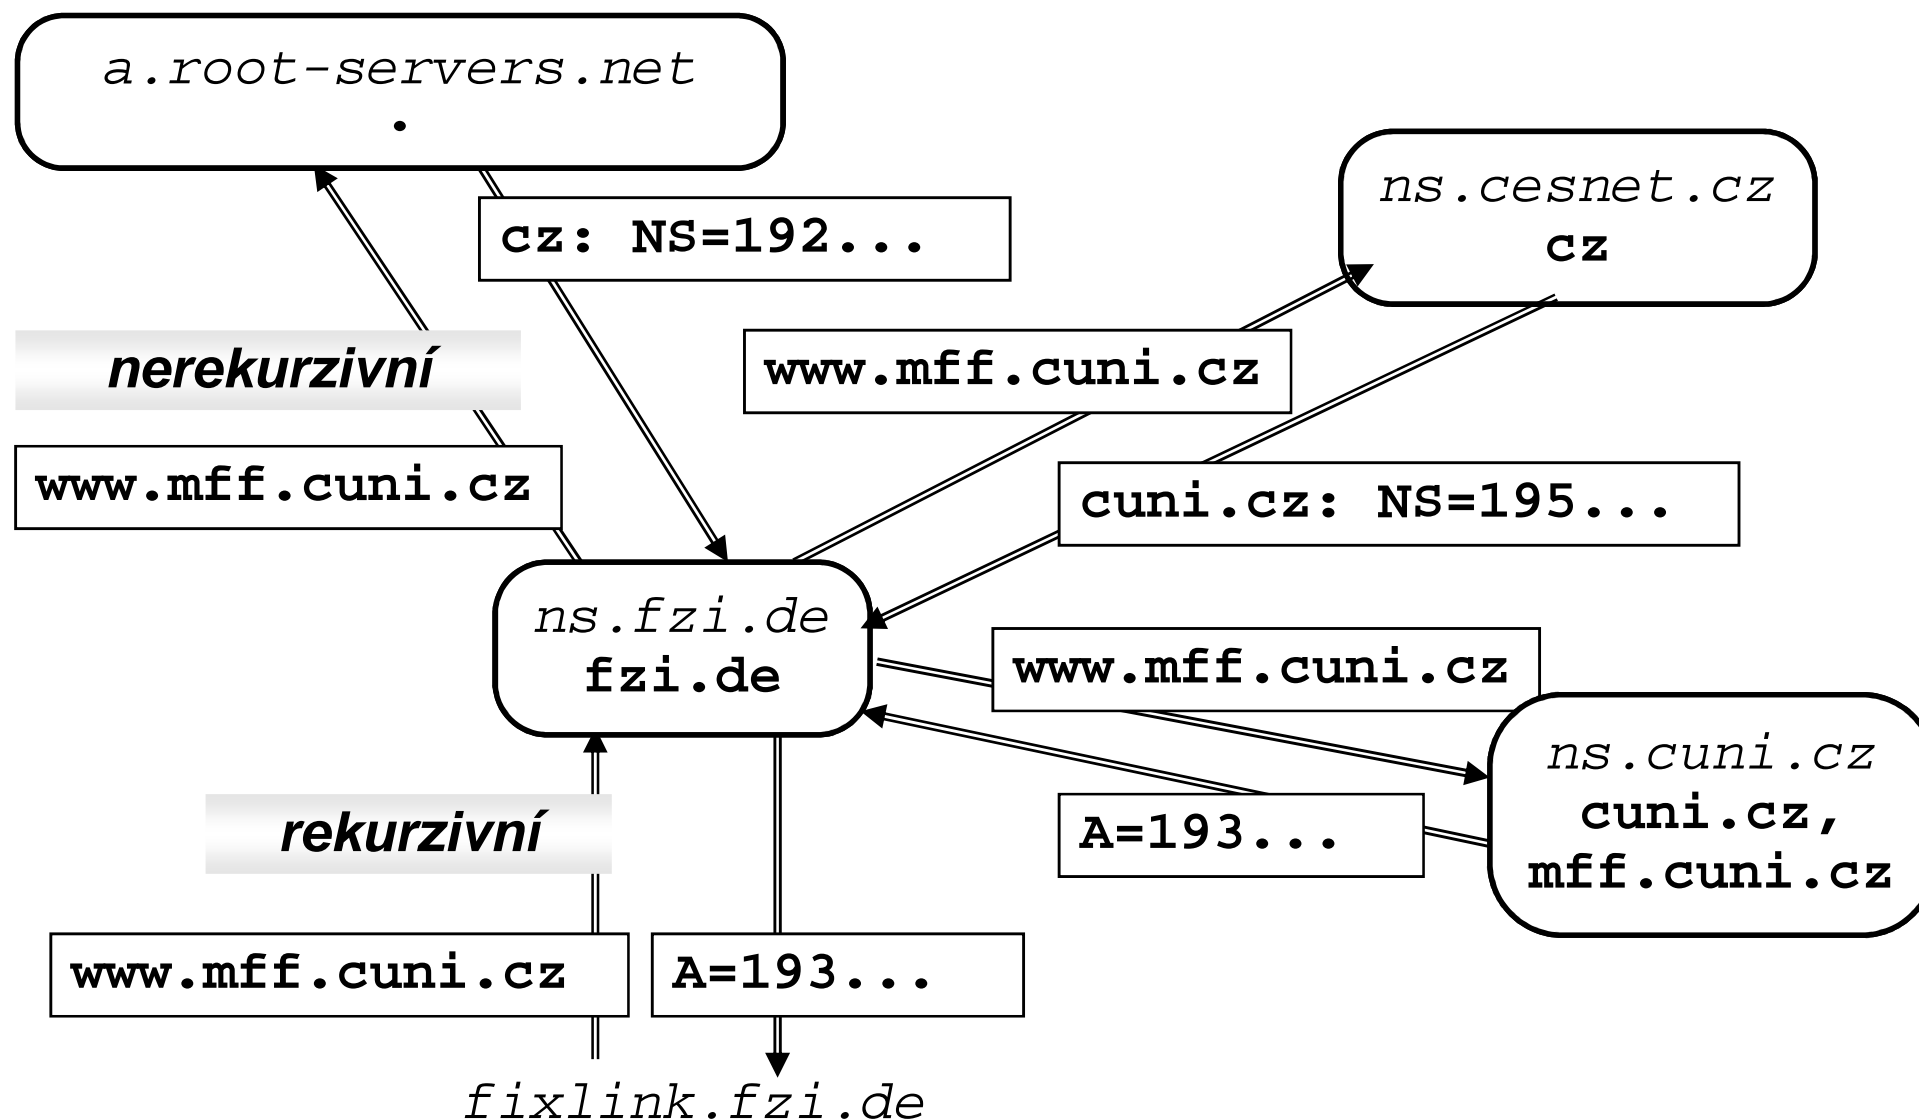 a.root-servers.net
.
ns.cesnet.cz
cz
cz: NS=192...
nerekurzivní
www.mff.cuni.cz
www.mff.cuni.cz
cuni.cz: NS=195...
ns.fzi.de
fzi.de
www.mff.cuni.cz
ns.cuni.cz
cuni.cz,
mff.cuni.cz
rekurzivní
A=193...
www.mff.cuni.cz
A=193...
fixlink.fzi.de